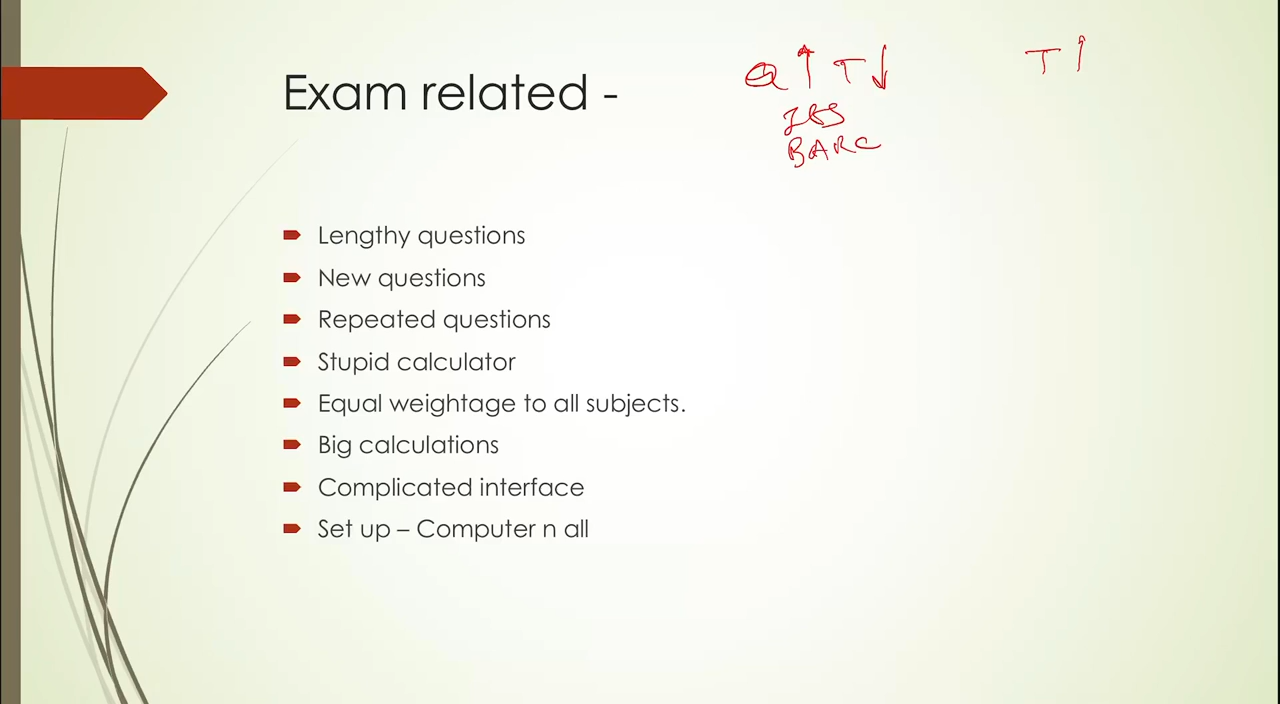 Q ↑ T ↓ T ↑
Exam related -
BARC
Lengthy questions
New questions
Repeated questions
Stupid calculator
Equal weightage to all subjects.
Big calculations
Complicated interface
Set up – Computer n all